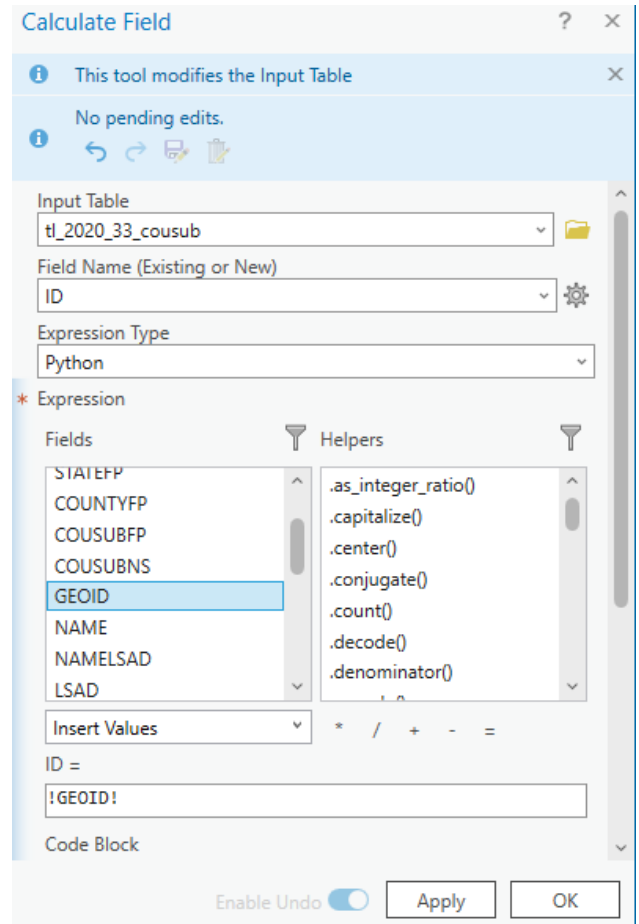 Calculate Field ? ×
This tool modifies the Input Table ×
No pending edits.
Input Table
tl_2020_33_cousub
Field Name (Existing or New)
ID
Expression Type
Python
* Expression
Fields
STATEFP
COUNTYFP
COUSUBFP
COUSUBNS
GEOID
NAME
NAMELSAD
LSAD
Helpers
.as_integer_ratio()
.capitalize()
.center()
.conjugate()
.count()
.decode()
.denominator()
Insert Values
* / + - =
ID =
!GEOID!
Code Block
Enable Undo
Apply
OK